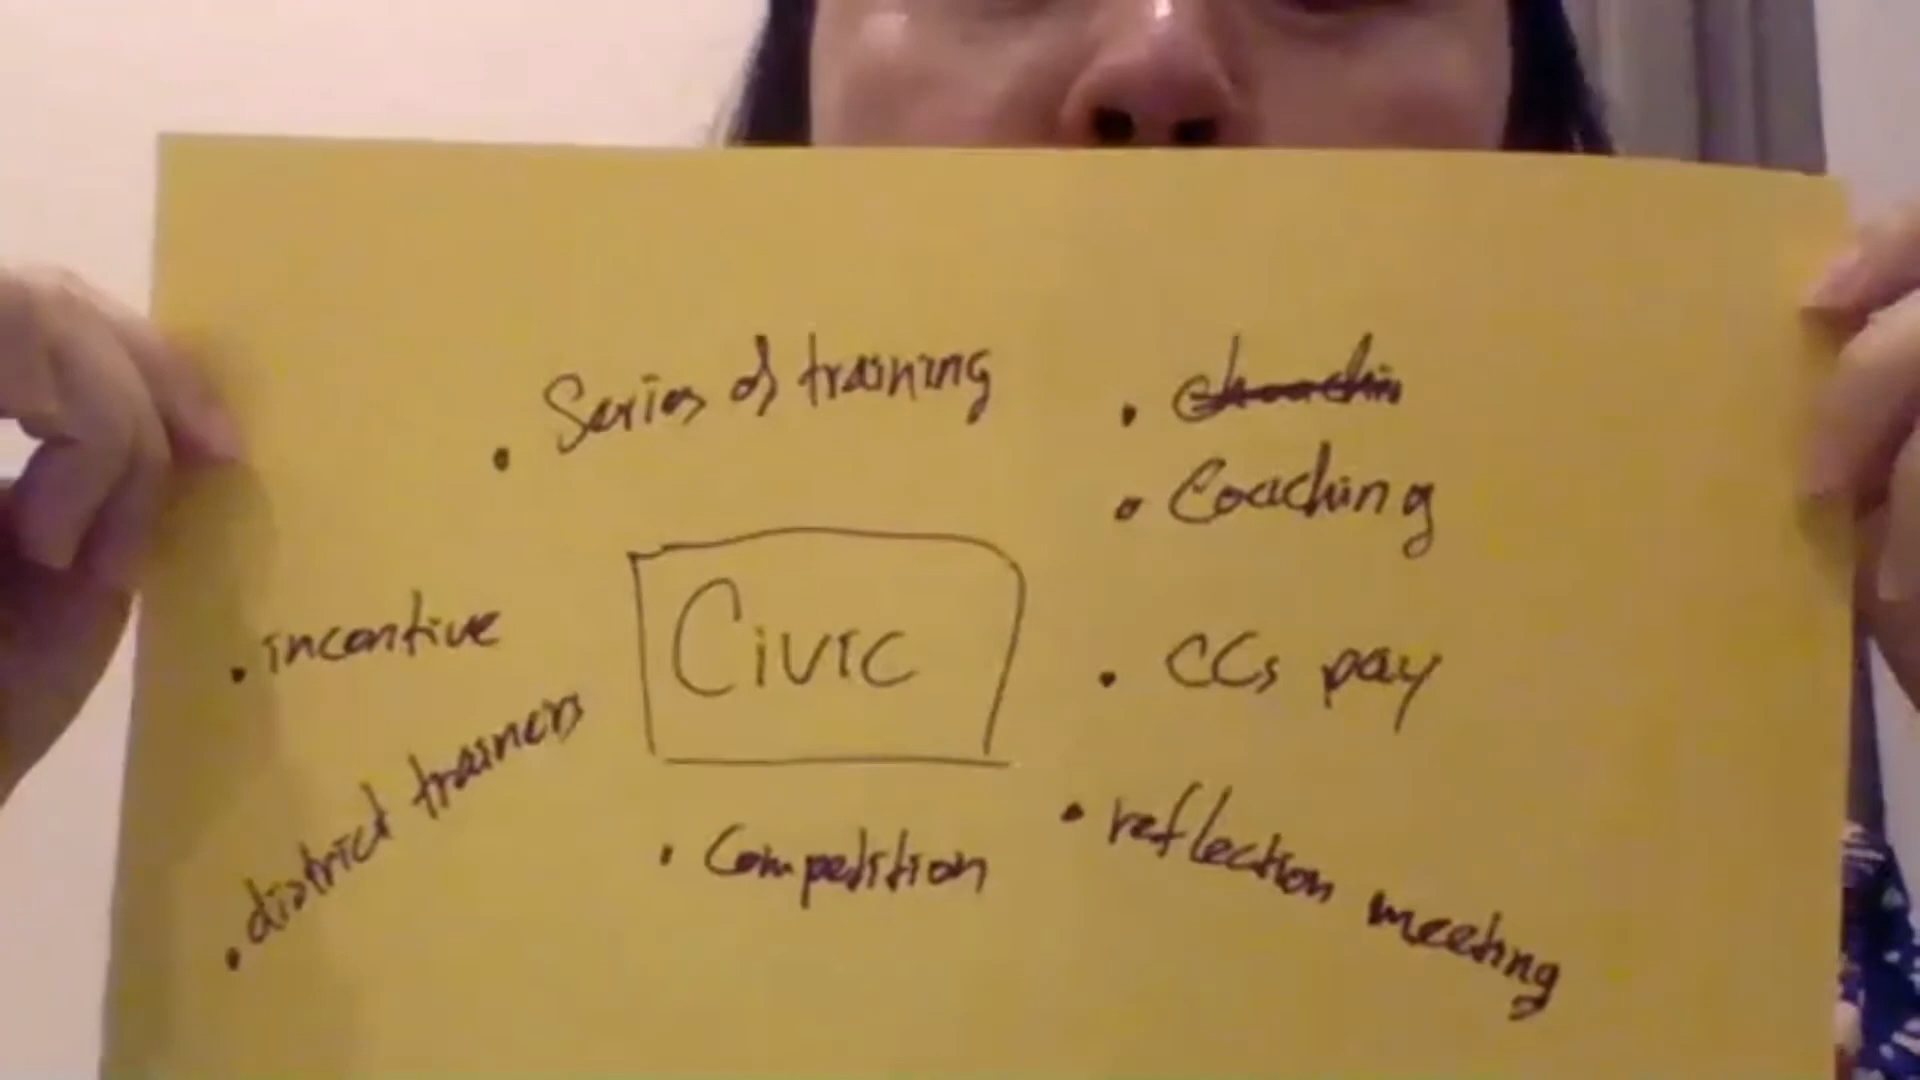 • Series of training
• Coaching
• incentive
Civic
• CCs pay
• district trainers
• Competition
• reflection meeting